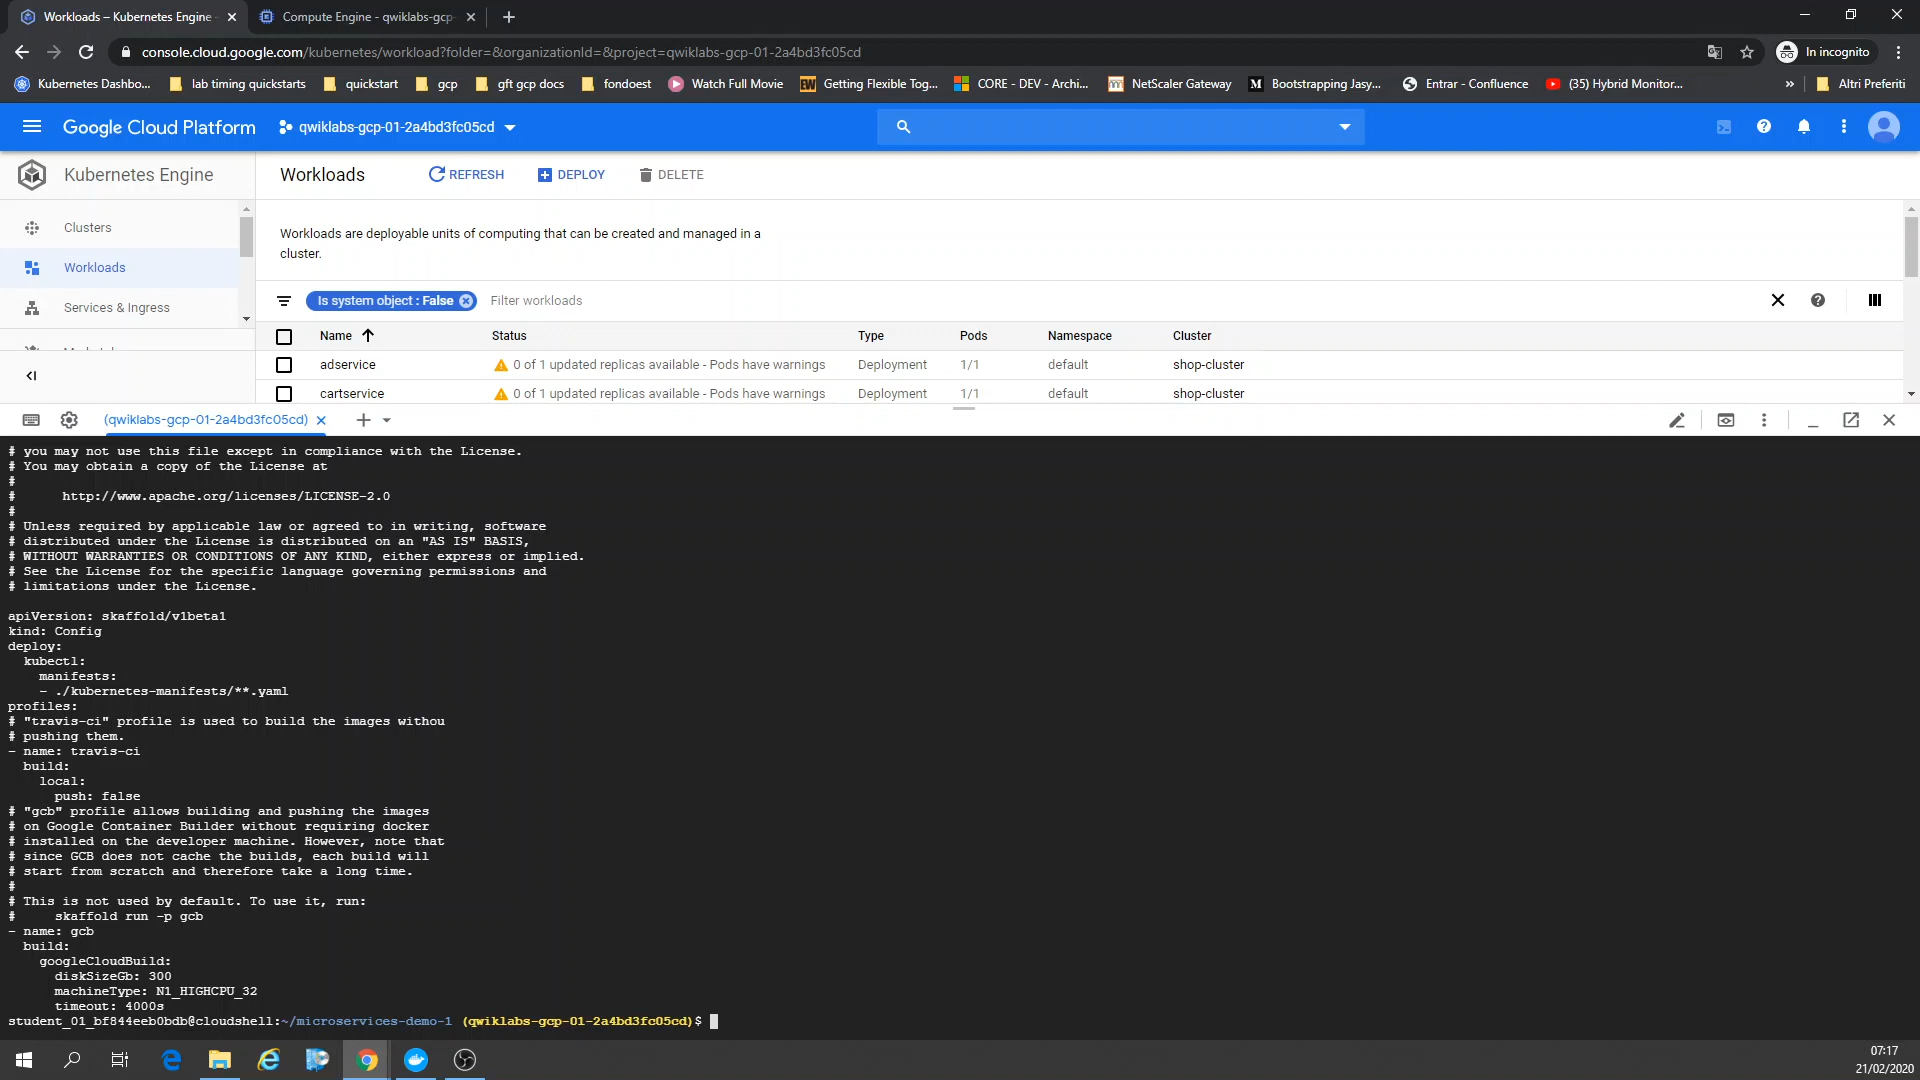 Workloads – Kubernetes Engine
Compute Engine - qwiklabs-gcp-
console.cloud.google.com/kubernetes/workload?folder=&organizationId=&project=qwiklabs-gcp-01-2a4bd3fc05cd
In incognito
Kubernetes Dashbo...
lab timing quickstarts
quickstart
gcp
gft gcp docs
fondoest
Watch Full Movie
Getting Flexible Tog...
CORE - DEV - Archi...
NetScaler Gateway
Bootstrapping Jasy...
Entrar - Confluence
(35) Hybrid Monitor...
»
Altri Preferiti
Google Cloud Platform
qwiklabs-gcp-01-2a4bd3fc05cd
Kubernetes Engine
Workloads
REFRESH
DEPLOY
DELETE
Clusters
Workloads
Services & Ingress
Workloads are deployable units of computing that can be created and managed in a
cluster.
Is system object : False
Filter workloads
Name Status Type Pods Namespace Cluster
adservice 0 of 1 updated replicas available - Pods have warnings Deployment 1/1 default shop-cluster
cartservice 0 of 1 updated replicas available - Pods have warnings Deployment 1/1 default shop-cluster
(qwiklabs-gcp-01-2a4bd3fc05cd)
# you may not use this file except in compliance with the License.
# You may obtain a copy of the License at
#
#      http://www.apache.org/licenses/LICENSE-2.0
#
# Unless required by applicable law or agreed to in writing, software
# distributed under the License is distributed on an "AS IS" BASIS,
# WITHOUT WARRANTIES OR CONDITIONS OF ANY KIND, either express or implied.
# See the License for the specific language governing permissions and
# limitations under the License.
apiVersion: skaffold/v1beta1
kind: Config
deploy:
  kubectl:
    manifests:
    - ./kubernetes-manifests/**.yaml
profiles:
# "travis-ci" profile is used to build the images withou
# pushing them.
- name: travis-ci
  build:
    local:
      push: false
# "gcb" profile allows building and pushing the images
# on Google Container Builder without requiring docker
# installed on the developer machine. However, note that
# since GCB does not cache the builds, each build will
# start from scratch and therefore take a long time.
#
# This is not used by default. To use it, run:
#     skaffold run -p gcb
- name: gcb
  build:
    googleCloudBuild:
      diskSizeGb: 300
      machineType: N1_HIGHCPU_32
      timeout: 4000s
student_01_bf844eeb0bdb@cloudshell:~/microservices-demo-1 (qwiklabs-gcp-01-2a4bd3fc05cd)$
07:17
21/02/2020